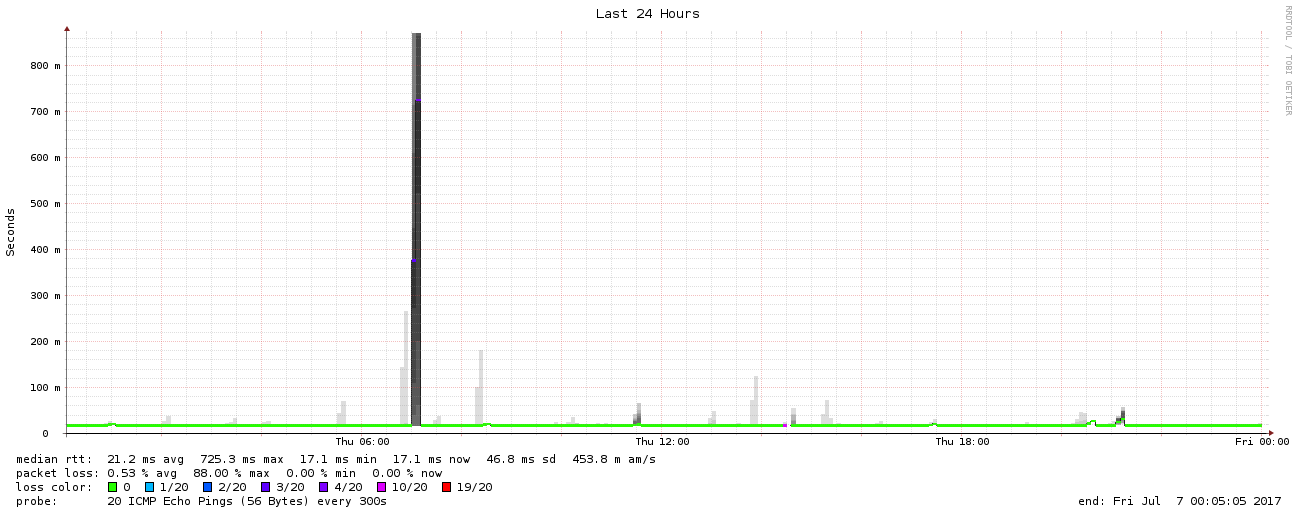 Last 24 Hours
RRDTOOL / TOBI OETIKER
Seconds
800 m
700 m
600 m
500 m
400 m
300 m
200 m
100 m
0
Thu 06:00 Thu 12:00 Thu 18:00 Fri 00:00
median rtt: 21.2 ms avg 725.3 ms max 17.1 ms min 17.1 ms now 46.8 ms sd 453.8 m am/s
packet loss: 0.53 % avg 88.00 % max 0.00 % min 0.00 % now
loss color: 0 1/20 2/20 3/20 4/20 10/20 19/20
probe: 20 ICMP Echo Pings (56 Bytes) every 300s end: Fri Jul 7 00:05:05 2017